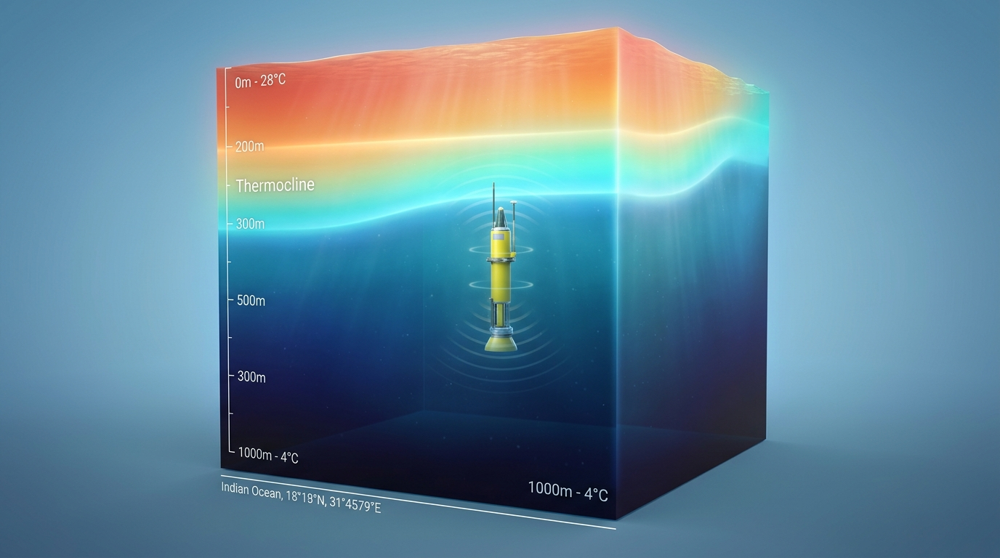 0m - 28°C
200m
Thermocline
300m
500m
300m
1000m - 4°C
1000m - 4°C
Indian Ocean, 18°18°N, 31°4579°E